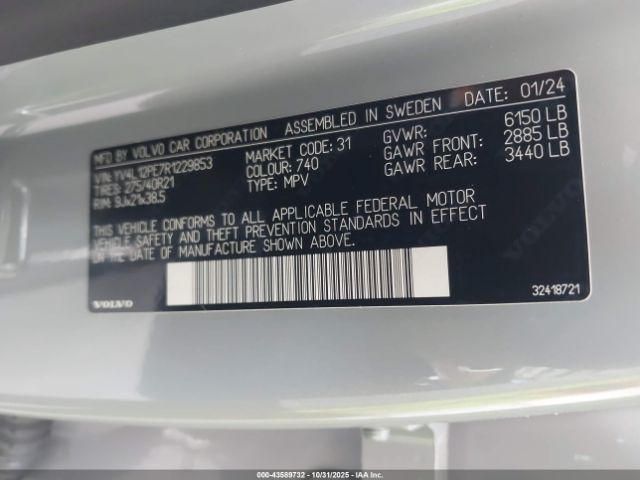 MFD BY VOLVO CAR CORPORATION ASSEMBLED IN SWEDEN DATE: 01/24
VIN: YV4L12PE7R1229853 MARKET CODE: 31 GVWR: 6150 LB
TIRES: 275/40R21 COLOUR: 740 GAWR FRONT: 2885 LB
RIM: 9Jx21x38.5 TYPE: MPV GAWR REAR: 3440 LB
THIS VEHICLE CONFORMS TO ALL APPLICABLE FEDERAL MOTOR
VEHICLE SAFETY AND THEFT PREVENTION STANDARDS IN EFFECT
ON THE DATE OF MANUFACTURE SHOWN ABOVE.
VOLVO 32418721
000-43589732 - 10/31/2025 - IAA Inc.